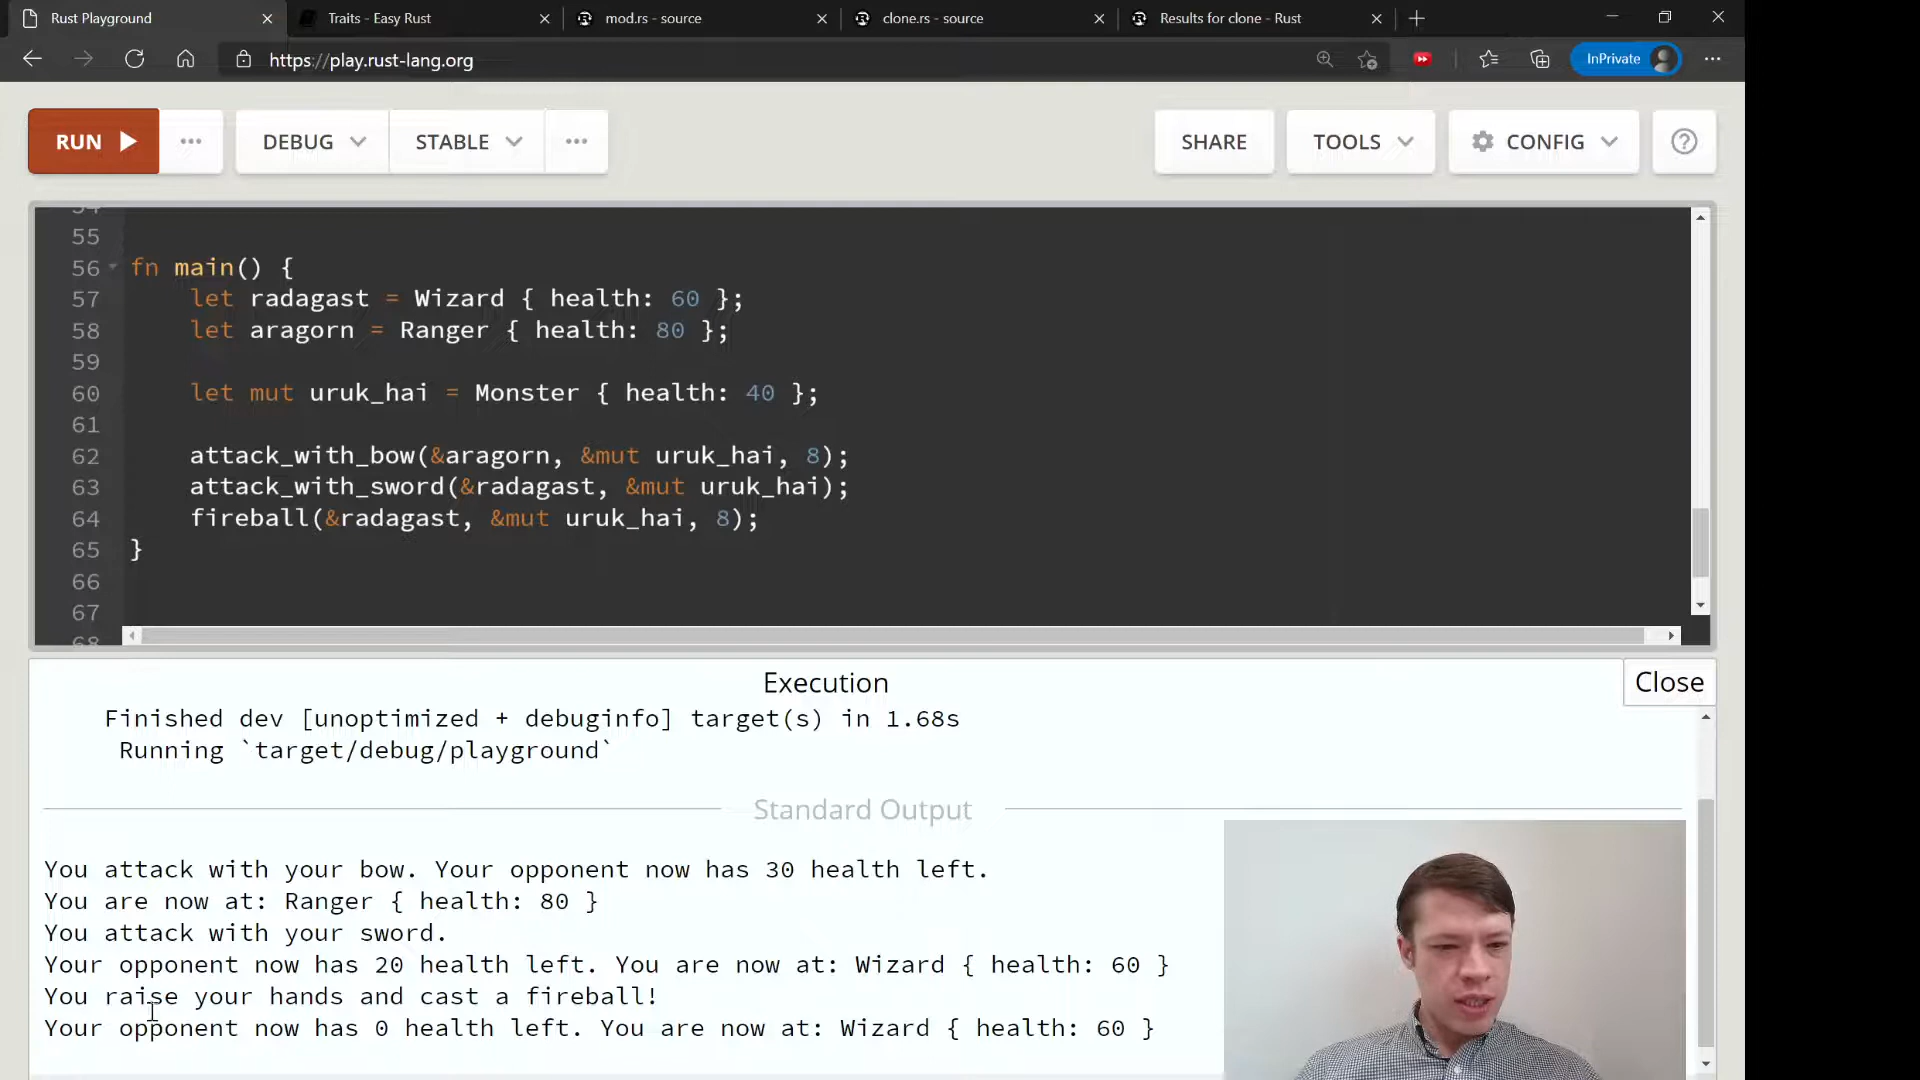 Rust Playground
Traits - Easy Rust
mod.rs - source
clone.rs - source
Results for clone - Rust
https://play.rust-lang.org
InPrivate
RUN
DEBUG
STABLE
SHARE
TOOLS
CONFIG
54
55
56 fn main() {
57 let radagast = Wizard { health: 60 };
58 let aragorn = Ranger { health: 80 };
59
60 let mut uruk_hai = Monster { health: 40 };
61
62 attack_with_bow(&aragorn, &mut uruk_hai, 8);
63 attack_with_sword(&radagast, &mut uruk_hai);
64 fireball(&radagast, &mut uruk_hai, 8);
65 }
66
67
68
Execution
Close
Finished dev [unoptimized + debuginfo] target(s) in 1.68s
Running `target/debug/playground`
Standard Output
You attack with your bow. Your opponent now has 30 health left.
You are now at: Ranger { health: 80 }
You attack with your sword.
Your opponent now has 20 health left. You are now at: Wizard { health: 60 }
You raise your hands and cast a fireball!
Your opponent now has 0 health left. You are now at: Wizard { health: 60 }